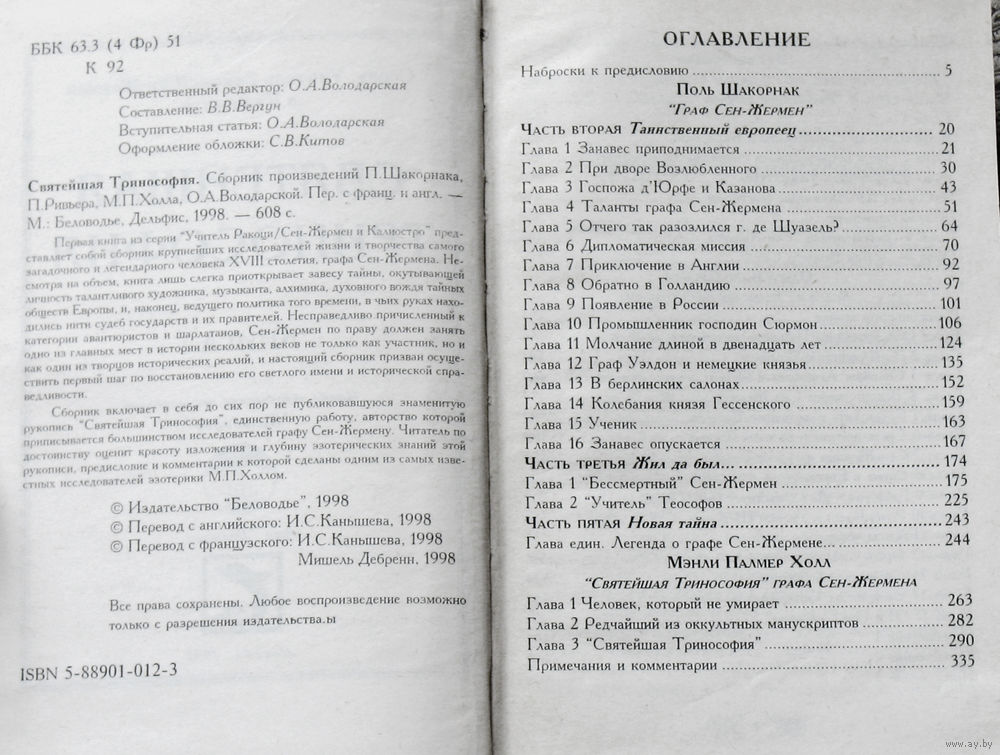 ББК 63.3 (4 Фр) 51
К 92
Ответственный редактор: О.А.Володарская
Составление: В.В.Вергун
Вступительная статья: О.А.Володарская
Оформление обложки: С.В.Китов
Святейшая Тринософия. Сборник произведений П.Шакорнака,
П.Ривьера, М.П.Холла, О.А.Володарской. Пер. с франц. и англ. —
М.: Беловодье, Дельфис, 1998. — 608 с.
Первая книга из серии "Учитель Ракоци/Сен-Жермен и Калиостро" пред-
ставляет собой сборник крупнейших исследователей жизни и творчества самого
загадочного и легендарного человека XVIII столетия, графа Сен-Жермена. Не-
смотря на объем, книга лишь слегка приоткрывает завесу тайны, окутывающей
личность талантливого художника, музыканта, алхимика, духовного вождя тайных
обществ Европы, и, наконец, ведущего политика того времени, в чьих руках нахо-
дились нити судеб государств и их правителей. Несправедливо причисленный к
категории авантюристов и шарлатанов, Сен-Жермен по праву должен занять
одно из главных мест в истории нескольких веков не только как участник, но и
как один из творцов исторических реалий, и настоящий сборник призван осуще-
ствить первый шаг по восстановлению его светлого имени и исторической спра-
ведливости.
Сборник включает в себя до сих пор не публиковавшуюся знаменитую
рукопись "Святейшая Тринософия", единственную работу, авторство которой
приписывается большинством исследователей графу Сен-Жермену. Читатель по
достоинству оценит красоту изложения и глубину эзотерических знаний этой
рукописи, предисловие и комментарии к которой сделаны одним из самых изве-
стных исследователей эзотерики М.П.Холлом.
© Издательство "Беловодье", 1998
© Перевод с английского: И.С.Канышева, 1998
© Перевод с французского: И.С.Канышева, 1998
Мишель Дебренн, 1998
Все права сохранены. Любое воспроизведение возможно
только с разрешения издательства.ы
ISBN 5-88901-012-3
ОГЛАВЛЕНИЕ
Наброски к предисловию ... 5
Поль Шакорнак
"Граф Сен-Жермен"
Часть вторая Таинственный европеец ... 20
Глава 1 Занавес приподнимается ... 21
Глава 2 При дворе Возлюбленного ... 30
Глава 3 Госпожа д'Юрфе и Казанова ... 43
Глава 4 Таланты графа Сен-Жермена ... 51
Глава 5 Отчего так разозлился г. де Шуазель? ... 64
Глава 6 Дипломатическая миссия ... 70
Глава 7 Приключение в Англии ... 92
Глава 8 Обратно в Голландию ... 97
Глава 9 Появление в России ... 101
Глава 10 Промышленник господин Сюрмон ... 106
Глава 11 Молчание длиной в двенадцать лет ... 124
Глава 12 Граф Уэлдон и немецкие князья ... 135
Глава 13 В берлинских салонах ... 152
Глава 14 Колебания князя Гессенского ... 159
Глава 15 Ученик ... 163
Глава 16 Занавес опускается ... 167
Часть третья Жил да был... ... 174
Глава 1 "Бессмертный" Сен-Жермен ... 175
Глава 2 "Учитель" Теософов ... 225
Часть пятая Новая тайна ... 243
Глава един. Легенда о графе Сен-Жермене ... 244
Мэнли Палмер Холл
"Святейшая Тринософия" графа Сен-Жермена
Глава 1 Человек, который не умирает ... 263
Глава 2 Редчайший из оккультных манускриптов ... 282
Глава 3 "Святейшая Тринософия" ... 290
Примечания и комментарии ... 335
www.ay.by